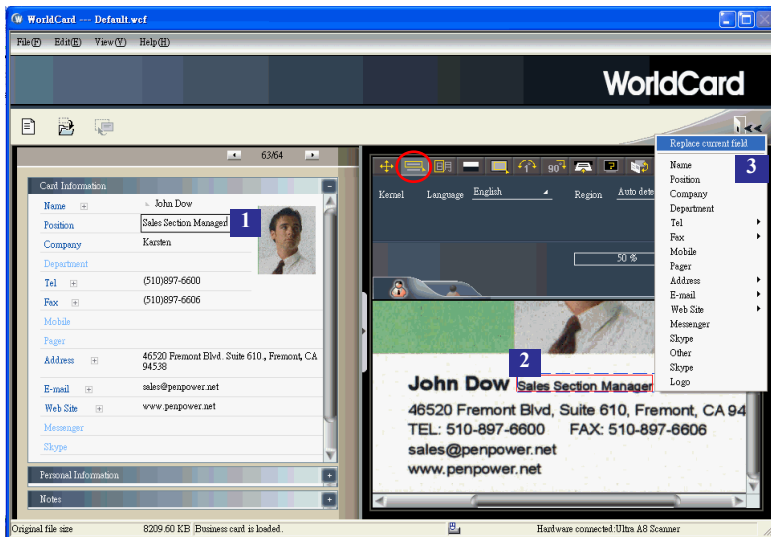 WorldCard --- Default.wcf
File(F) Edit(E) View(V) Help(H)
WorldCard
63/64
Card Information
Name John Dow
Position Sales Section Manager
1
Company Karsten
Department
Tel (510)897-6600
Fax (510)897-6606
Mobile
Pager
Address 46520 Fremont Blvd. Suite 610., Fremont, CA
94538
E-mail sales@penpower.net
Web Site www.penpower.net
Messenger
Skype
Personal Information
Notes
Kernel Language English Region Auto dete
50 %
2
John Dow Sales Section Manager
46520 Fremont Blvd, Suite 610, Fremont, CA 94
TEL: 510-897-6600 FAX: 510-897-6606
sales@penpower.net
www.penpower.net
Replace current field
3
Name
Position
Company
Department
Tel
Fax
Mobile
Pager
Address
E-mail
Web Site
Messenger
Skype
Other
Skype
Logo
Original file size 8209.60 KB Business card is loaded. Hardware connected:Ultra A8 Scanner